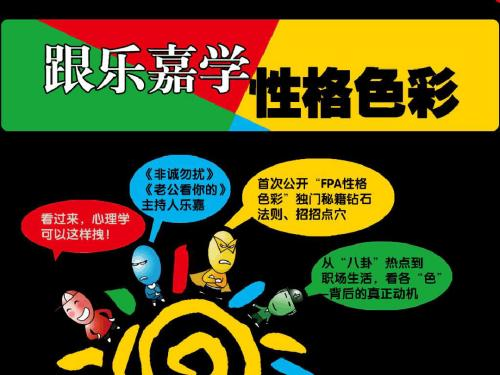 跟乐嘉学性格色彩
《非诚勿扰》
《老公看你的》
主持人乐嘉
首次公开“FPA性格
色彩”独门秘籍钻石
法则、招招点穴
看过来,心理学
可以这样拽!
从“八卦”热点到
职场生活,看各“色”
背后的真正动机